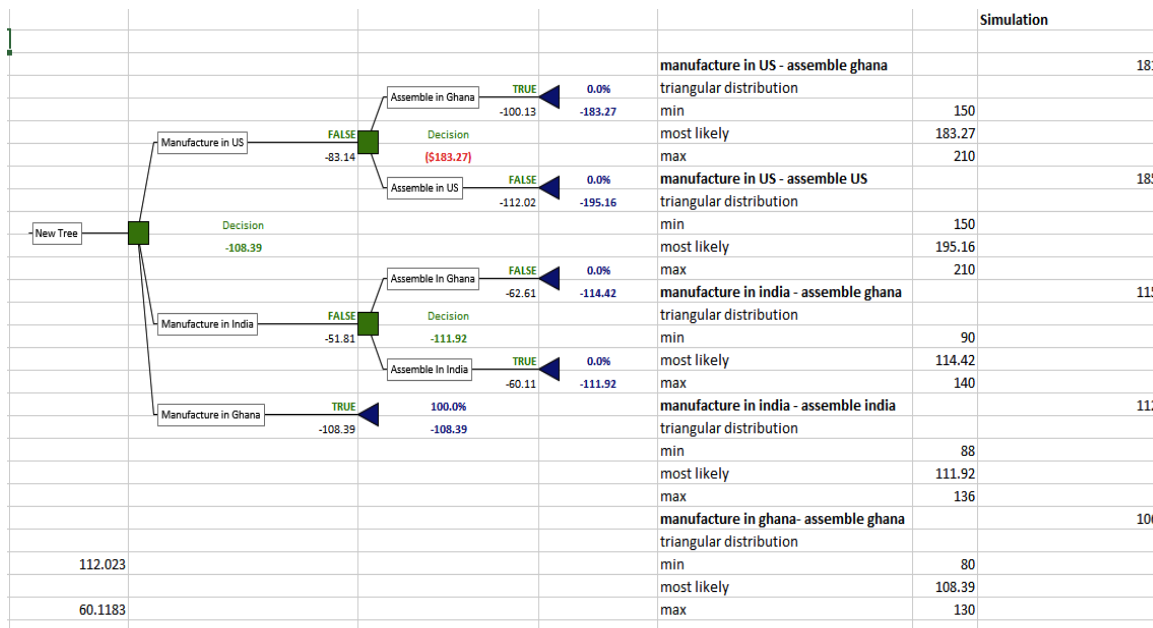 Simulation
manufacture in US - assemble ghana 181
TRUE 0.0% triangular distribution
Assemble in Ghana
-100.13 -183.27 min 150
FALSE Decision most likely 183.27
Manufacture in US
-83.14 ($183.27) max 210
FALSE 0.0% manufacture in US - assemble US 185
Assemble in US
-112.02 -195.16 triangular distribution
Decision min 150
New Tree
-108.39 most likely 195.16
FALSE 0.0% max 210
Assemble In Ghana
-62.61 -114.42 manufacture in india - assemble ghana 115
FALSE Decision triangular distribution
Manufacture in India
-51.81 -111.92 min 90
TRUE 0.0% most likely 114.42
Assemble In India
-60.11 -111.92 max 140
TRUE 100.0% manufacture in india - assemble india 112
Manufacture in Ghana
-108.39 -108.39 triangular distribution
min 88
most likely 111.92
max 136
manufacture in ghana- assemble ghana 106
triangular distribution
112.023 min 80
most likely 108.39
60.1183 max 130